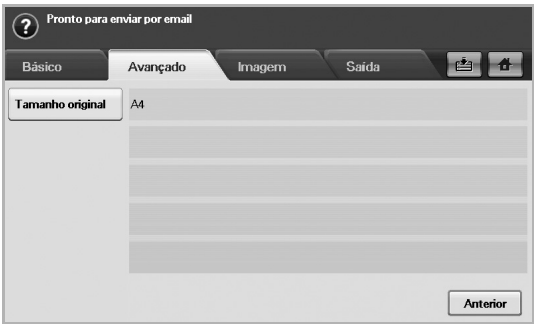 Pronto para enviar por email
Básico
Avançado
Imagem
Saída
Tamanho original
A4
Anterior